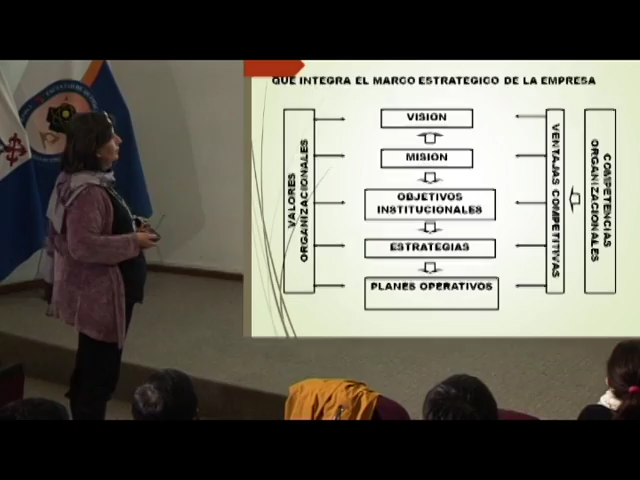 QUE INTEGRA EL MARCO ESTRATEGICO DE LA EMPRESA
VALORES
ORGANIZACIONALES
VISION
MISION
OBJETIVOS
INSTITUCIONALES
ESTRATEGIAS
PLANES OPERATIVOS
VENTAJAS COMPETITIVAS
COMPETENCIAS
ORGANIZACIONALES